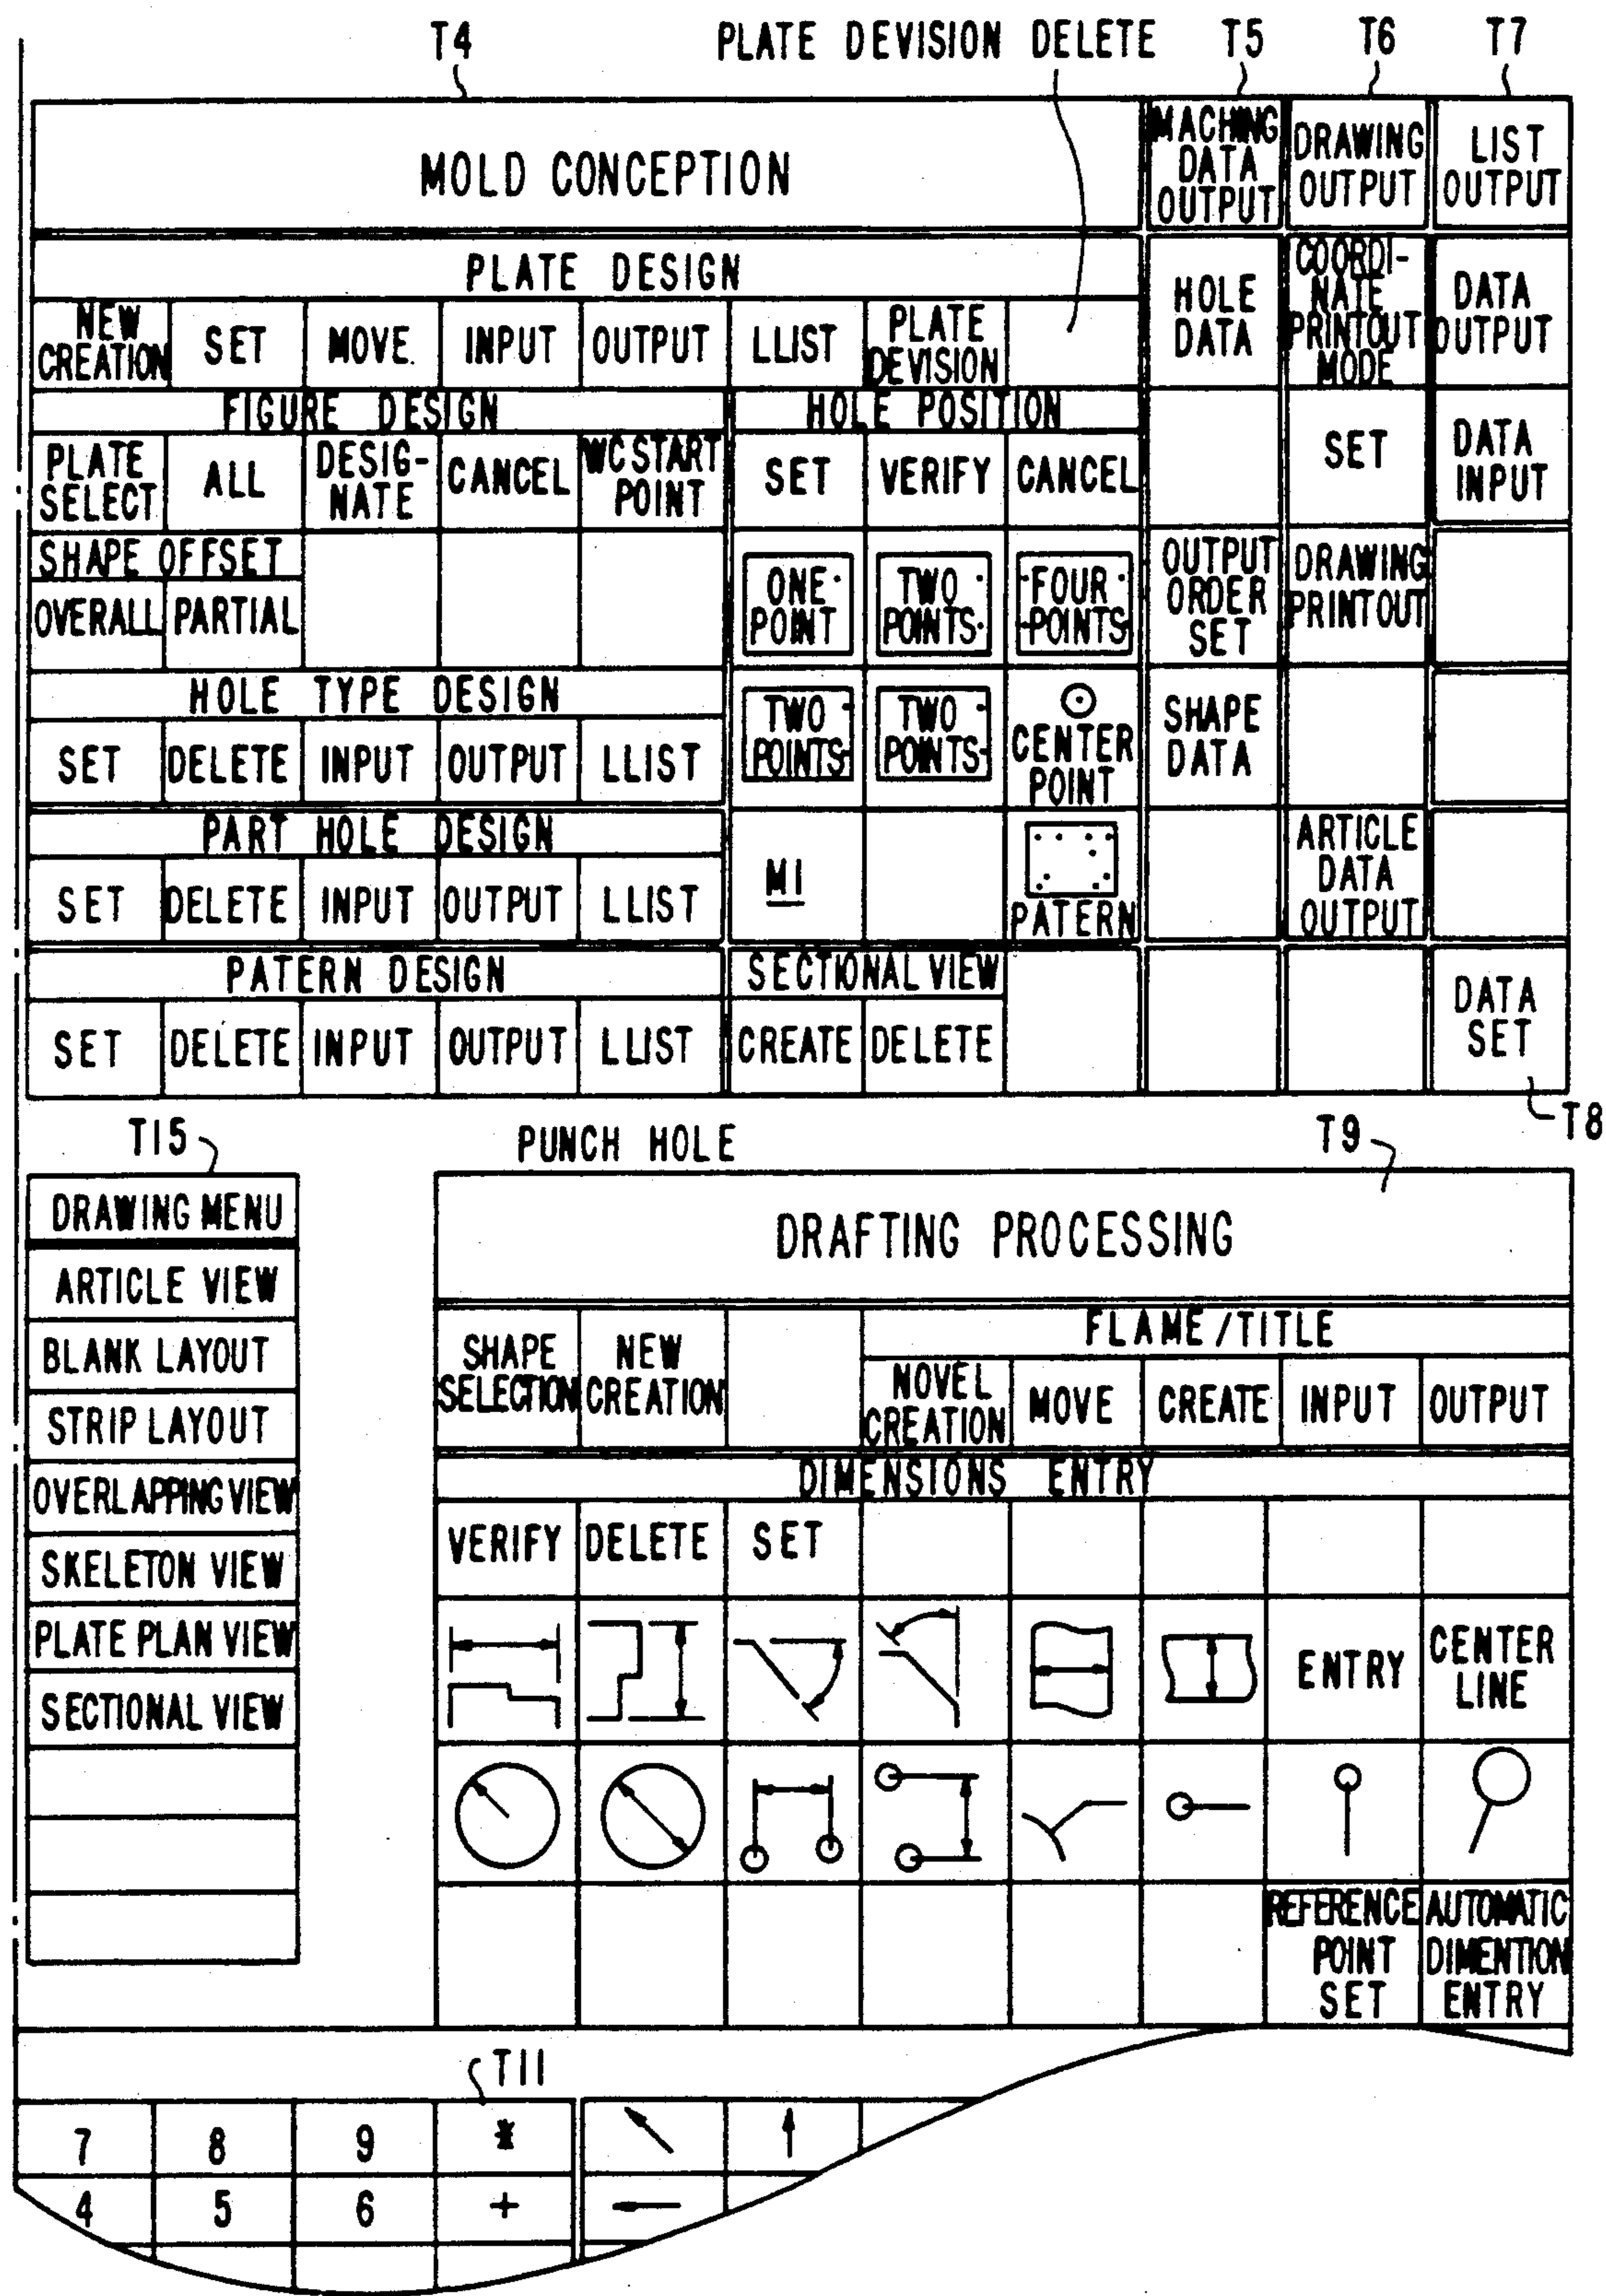 T4 PLATE DEVISION DELETE T5 T6 T7
MOLD CONCEPTION
MACHING
DATA
OUTPUT
DRAWING
OUTPUT
LIST
OUTPUT
PLATE DESIGN
NEW
CREATION
SET
MOVE
INPUT
OUTPUT
LLIST
PLATE
DEVISION
HOLE
DATA
COORDI-
NATE
PRINTOUT
MODE
DATA
OUTPUT
FIGURE DESIGN
HOLE POSITION
PLATE
SELECT
ALL
DESIG-
NATE
CANCEL
WC START
POINT
SET
VERIFY
CANCEL
SET
DATA
INPUT
SHAPE OFFSET
OVERALL
PARTIAL
ONE
POINT
TWO
POINTS
FOUR
POINTS
OUTPUT
ORDER
SET
DRAWING
PRINTOUT
HOLE TYPE DESIGN
SET
DELETE
INPUT
OUTPUT
LLIST
TWO
POINTS
TWO
POINTS
CENTER
POINT
SHAPE
DATA
PART HOLE DESIGN
SET
DELETE
INPUT
OUTPUT
LLIST
MI
PATERN
ARTICLE
DATA
OUTPUT
PATERN DESIGN
SET
DELETE
INPUT
OUTPUT
LLIST
SECTIONAL VIEW
CREATE
DELETE
DATA
SET
T8
T15
PUNCH HOLE
T9
DRAWING MENU
ARTICLE VIEW
BLANK LAYOUT
STRIP LAYOUT
OVERLAPPING VIEW
SKELETON VIEW
PLATE PLAN VIEW
SECTIONAL VIEW
DRAFTING PROCESSING
SHAPE
SELECTION
NEW
CREATION
FLAME/TITLE
NOVEL
CREATION
MOVE
CREATE
INPUT
OUTPUT
DIMENSIONS ENTRY
VERIFY
DELETE
SET
ENTRY
CENTER
LINE
REFERENCE
POINT
SET
AUTOMATIC
DIMENTION
ENTRY
T11
7 8 9 *
4 5 6 +